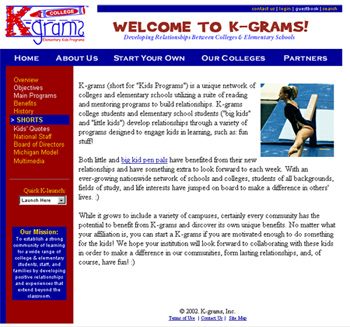 COLLEGE
K-grams
Elementary Kids Programs
contact us | login | guestbook | search
WELCOME TO K-GRAMS!
Developing Relationships Between Colleges & Elementary Schools
HOME ABOUT US START YOUR OWN OUR COLLEGES PARTNERS
Overview
Objectives
Main Programs
Benefits
History
SHORTS
Kids' Quotes
National Staff
Board of Directors
Michigan Model
Multimedia
Quick K-launch:
Launch Here
Our Mission:
To establish a strong
community of learning
for a wide range of
college & elementary
students, staff, and
families by developing
positive relationships
and experiences that
extend beyond the
classroom.
K-grams (short for "Kids Programs") is a unique network of
colleges and elementary schools utilizing a suite of reading
and mentoring programs to build relationships. K-grams
college students and elementary school students ("big kids"
and "little kids") develop relationships through a variety of
programs designed to engage kids in learning, such as: fun
stuff!
Both little and big kid pen pals have benefited from their new
relationships and have something extra to look forward to each week. With an
ever-growing nationwide network of schools and colleges, students of all backgrounds,
fields of study, and life interests have jumped on board to make a difference in others'
lives. :)
While it grows to include a variety of campuses, certainly every community has the
potential to benefit from K-grams and discover its own unique benefits. No matter what
your affiliation is, you can start a K-grams if you are motivated enough to do something
for the kids! We hope your institution will look forward to collaborating with these kids
in order to make a difference in our communities, form lasting relationships, and, of
course, have fun! :)
© 2002. K-grams, Inc.
Terms of Use | Contact Us | Site Map